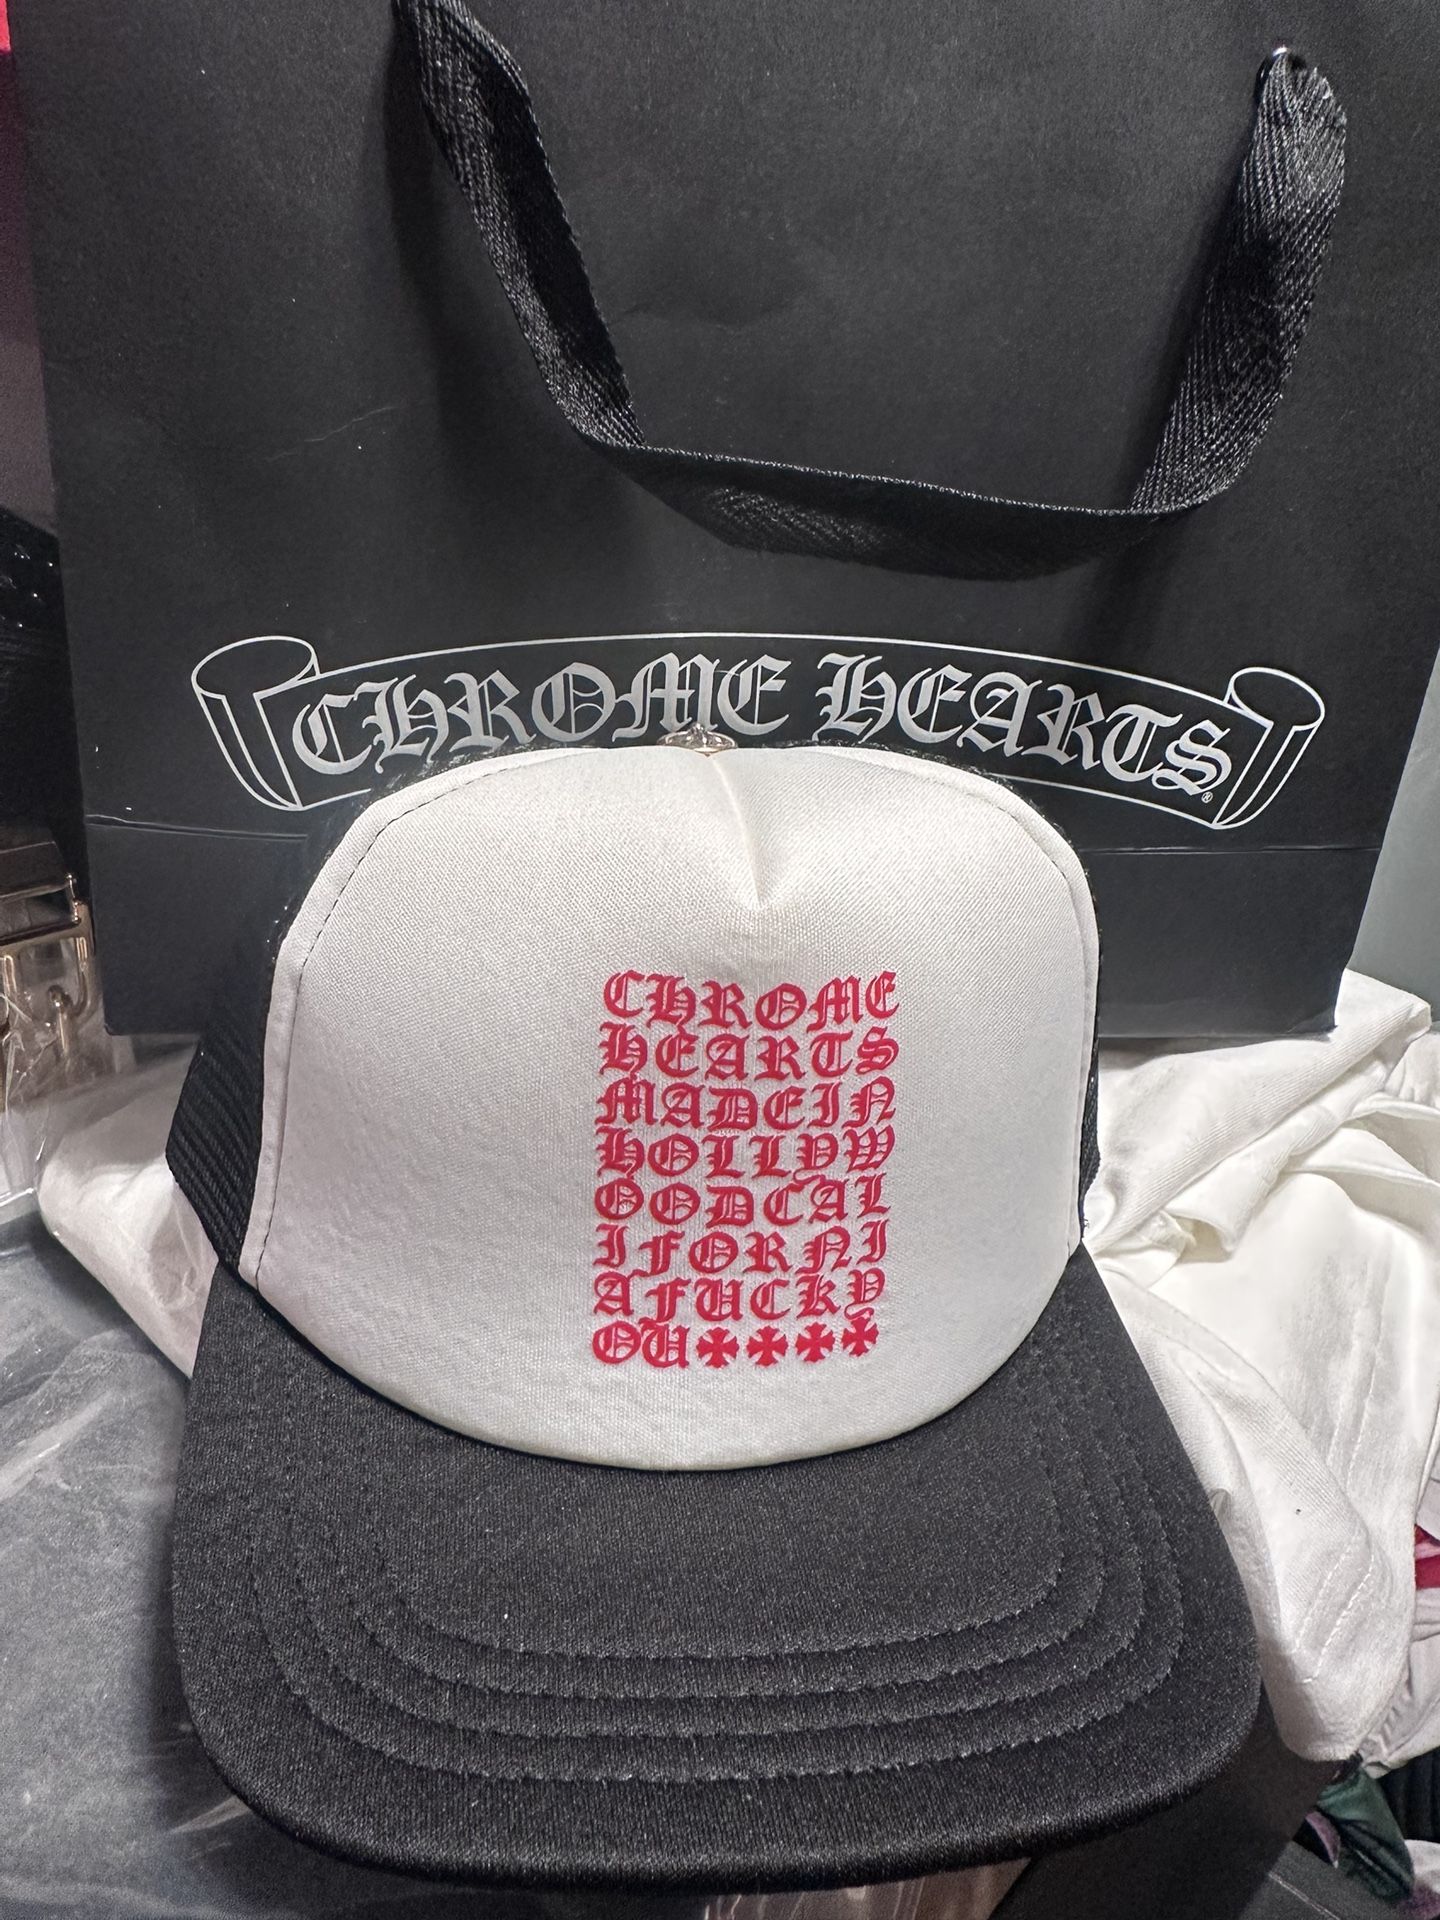 CHROME HEARTS®
CHROME
HEARTS
MADEIN
HOLLYW
OODCAL
IFORNI
AFUCKY
OU